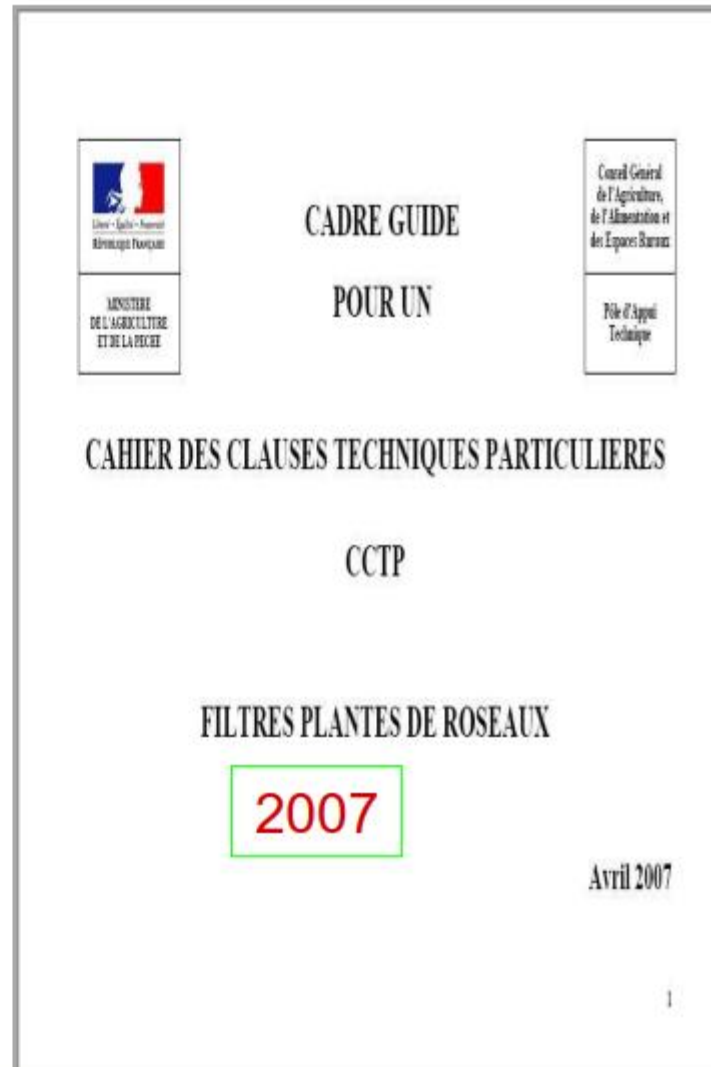 Liberté • Égalité • Fraternité
RÉPUBLIQUE FRANÇAISE
MINISTERE
DE L'AGRICULTURE
ET DE LA PECHE
CADRE GUIDE
POUR UN
Conseil Général
de l'Agriculture,
de l'Alimentation et
des Espaces Ruraux
Pôle d'Appui
Technique
CAHIER DES CLAUSES TECHNIQUES PARTICULIERES
CCTP
FILTRES PLANTES DE ROSEAUX
2007
Avril 2007
1